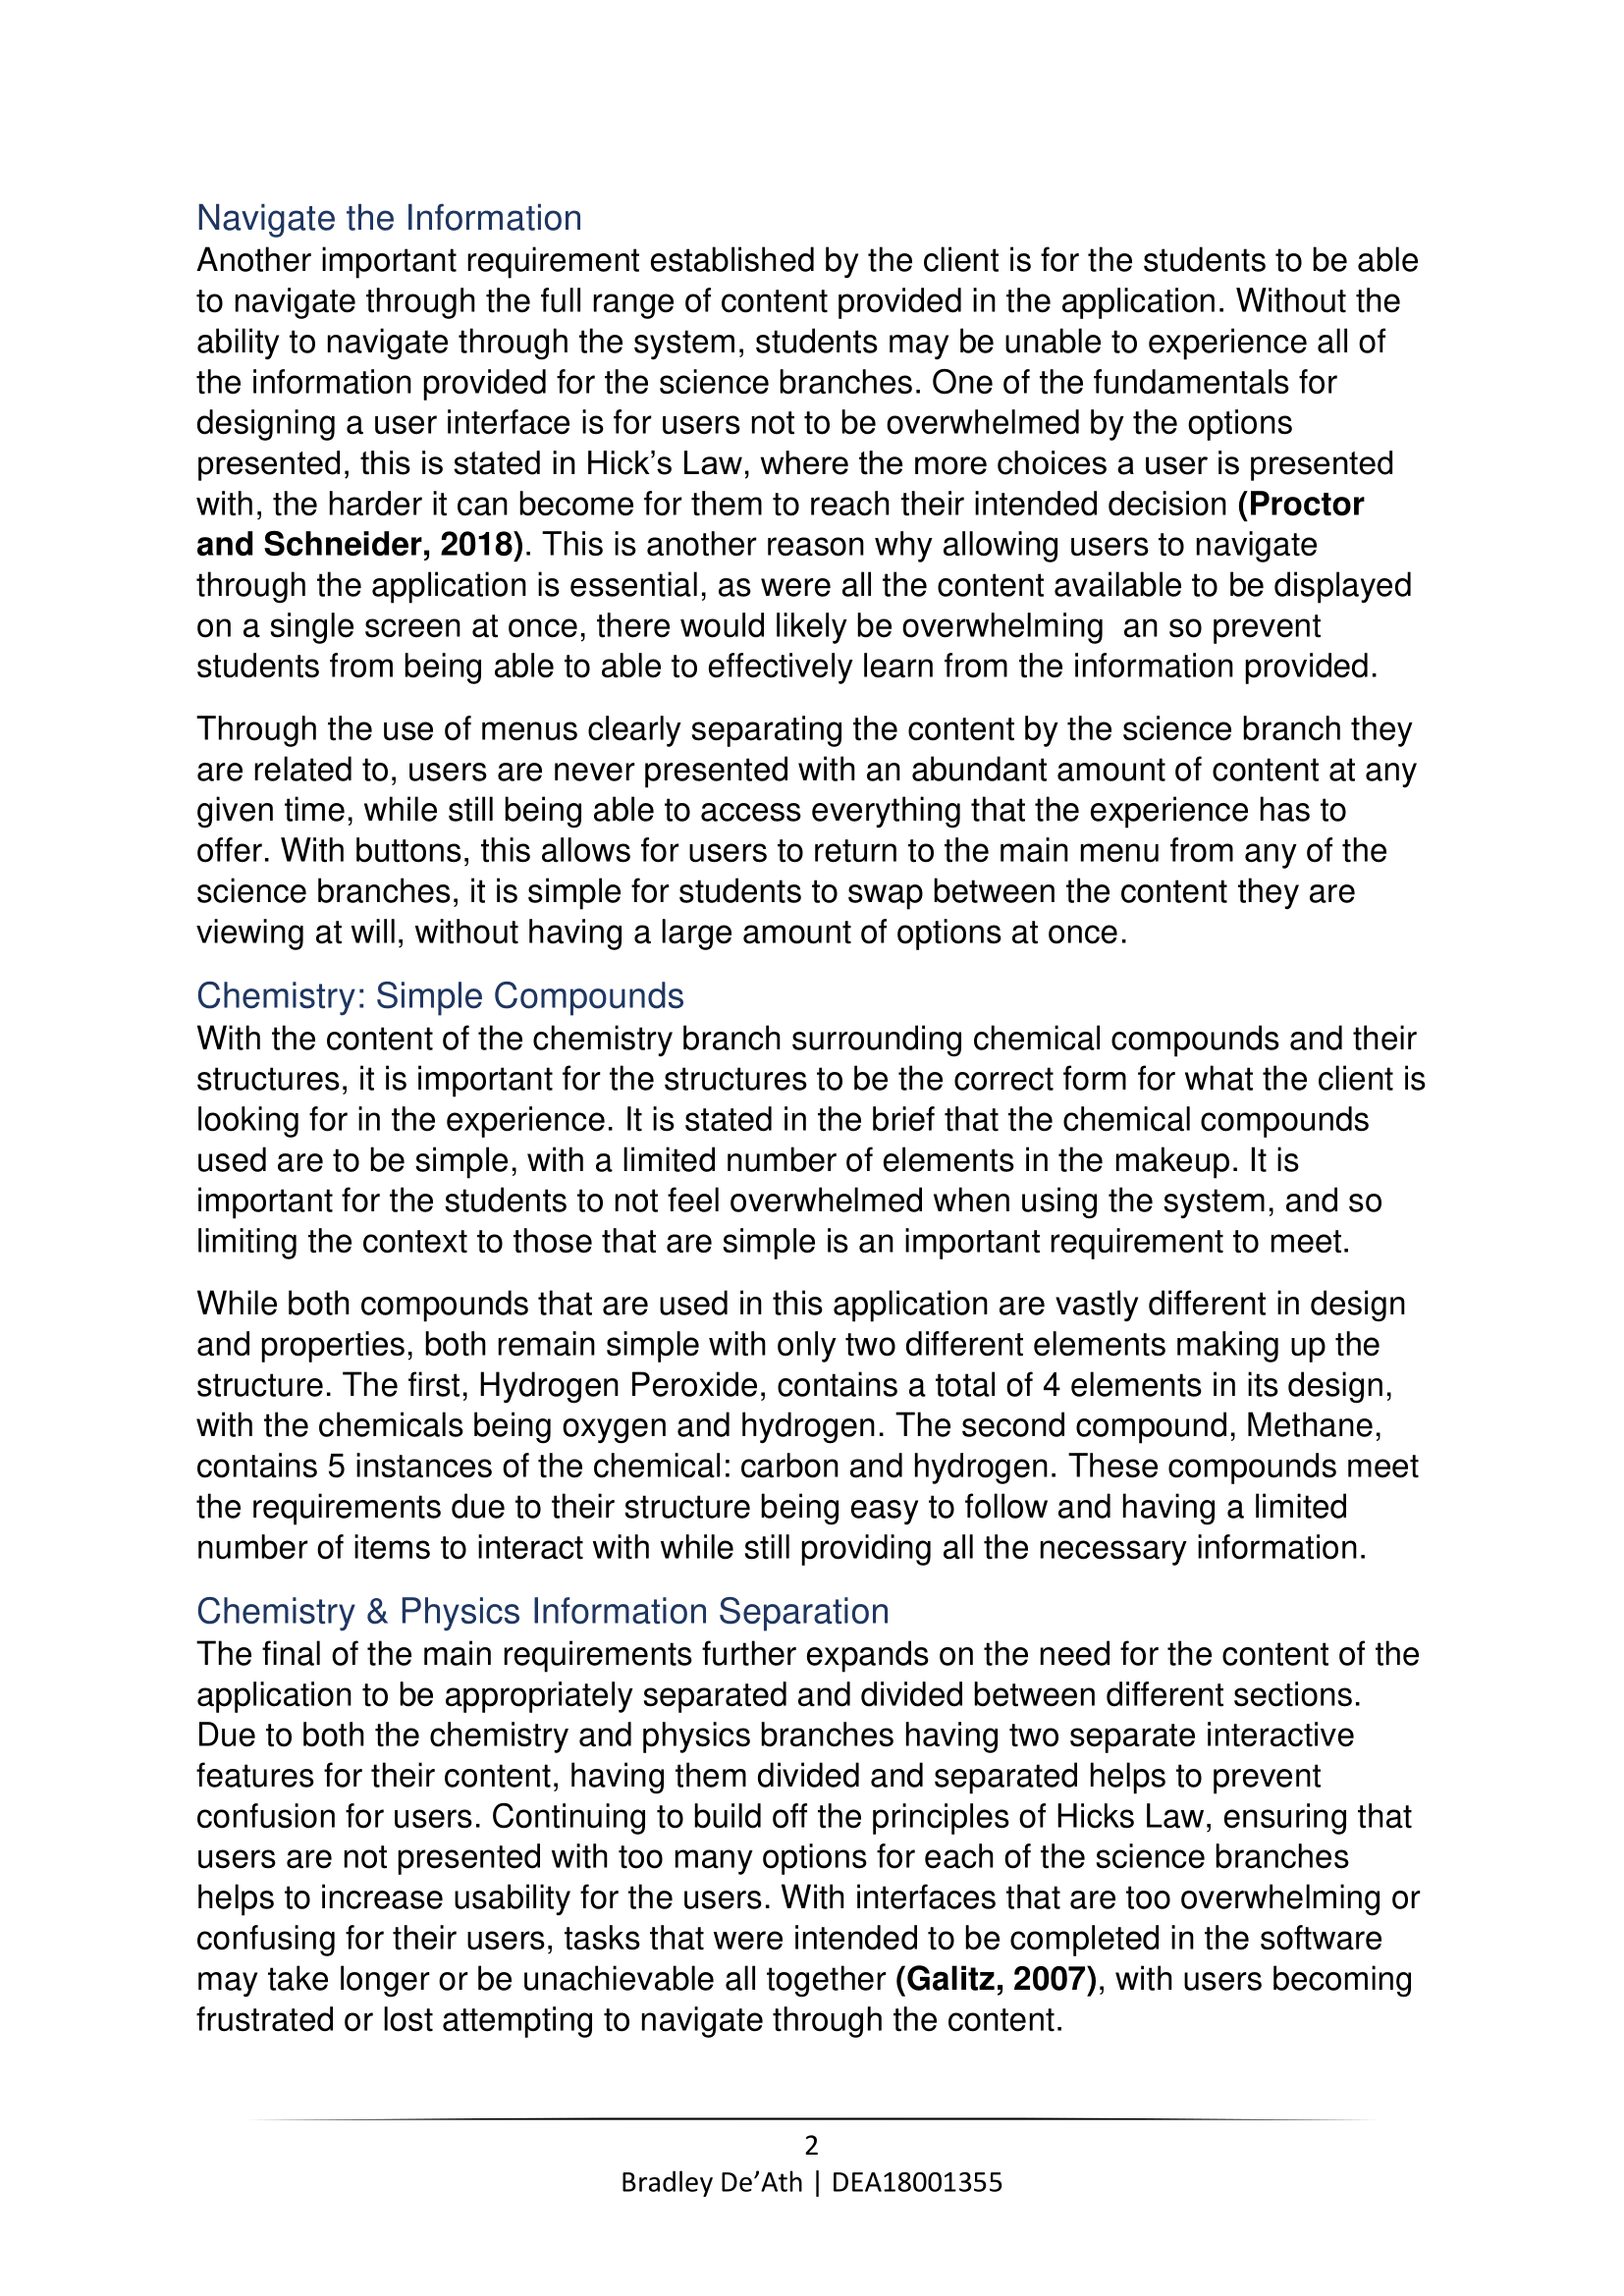 Navigate the Information
Another important requirement established by the client is for the students to be able
to navigate through the full range of content provided in the application. Without the
ability to navigate through the system, students may be unable to experience all of
the information provided for the science branches. One of the fundamentals for
designing a user interface is for users not to be overwhelmed by the options
presented, this is stated in Hick’s Law, where the more choices a user is presented
with, the harder it can become for them to reach their intended decision (Proctor
and Schneider, 2018). This is another reason why allowing users to navigate
through the application is essential, as were all the content available to be displayed
on a single screen at once, there would likely be overwhelming  an so prevent
students from being able to able to effectively learn from the information provided.
Through the use of menus clearly separating the content by the science branch they
are related to, users are never presented with an abundant amount of content at any
given time, while still being able to access everything that the experience has to
offer. With buttons, this allows for users to return to the main menu from any of the
science branches, it is simple for students to swap between the content they are
viewing at will, without having a large amount of options at once.
Chemistry: Simple Compounds
With the content of the chemistry branch surrounding chemical compounds and their
structures, it is important for the structures to be the correct form for what the client is
looking for in the experience. It is stated in the brief that the chemical compounds
used are to be simple, with a limited number of elements in the makeup. It is
important for the students to not feel overwhelmed when using the system, and so
limiting the context to those that are simple is an important requirement to meet.
While both compounds that are used in this application are vastly different in design
and properties, both remain simple with only two different elements making up the
structure. The first, Hydrogen Peroxide, contains a total of 4 elements in its design,
with the chemicals being oxygen and hydrogen. The second compound, Methane,
contains 5 instances of the chemical: carbon and hydrogen. These compounds meet
the requirements due to their structure being easy to follow and having a limited
number of items to interact with while still providing all the necessary information.
Chemistry & Physics Information Separation
The final of the main requirements further expands on the need for the content of the
application to be appropriately separated and divided between different sections.
Due to both the chemistry and physics branches having two separate interactive
features for their content, having them divided and separated helps to prevent
confusion for users. Continuing to build off the principles of Hicks Law, ensuring that
users are not presented with too many options for each of the science branches
helps to increase usability for the users. With interfaces that are too overwhelming or
confusing for their users, tasks that were intended to be completed in the software
may take longer or be unachievable all together (Galitz, 2007), with users becoming
frustrated or lost attempting to navigate through the content.
2
Bradley De’Ath | DEA18001355